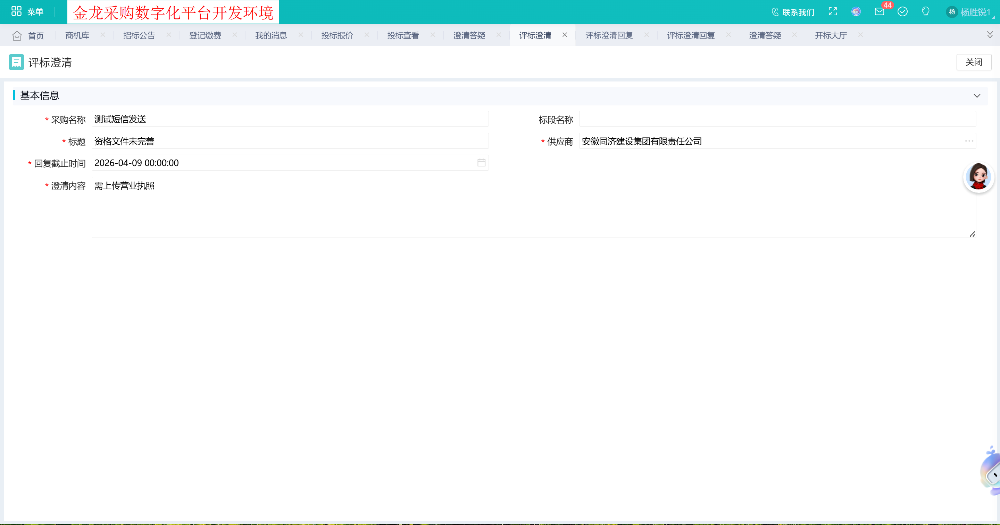 菜单
金龙采购数字化平台开发环境
联系我们
44
杨 杨胜锐1
首页 商机库 招标公告 登记缴费 我的消息 投标报价 投标查看 澄清答疑 评标澄清 评标澄清回复 评标澄清回复 澄清答疑 开标大厅
评标澄清
关闭
基本信息
* 采购名称 测试短信发送 标段名称
* 标题 资格文件未完善 * 供应商 安徽同济建设集团有限责任公司
* 回复截止时间 2026-04-09 00:00:00
* 澄清内容 需上传营业执照